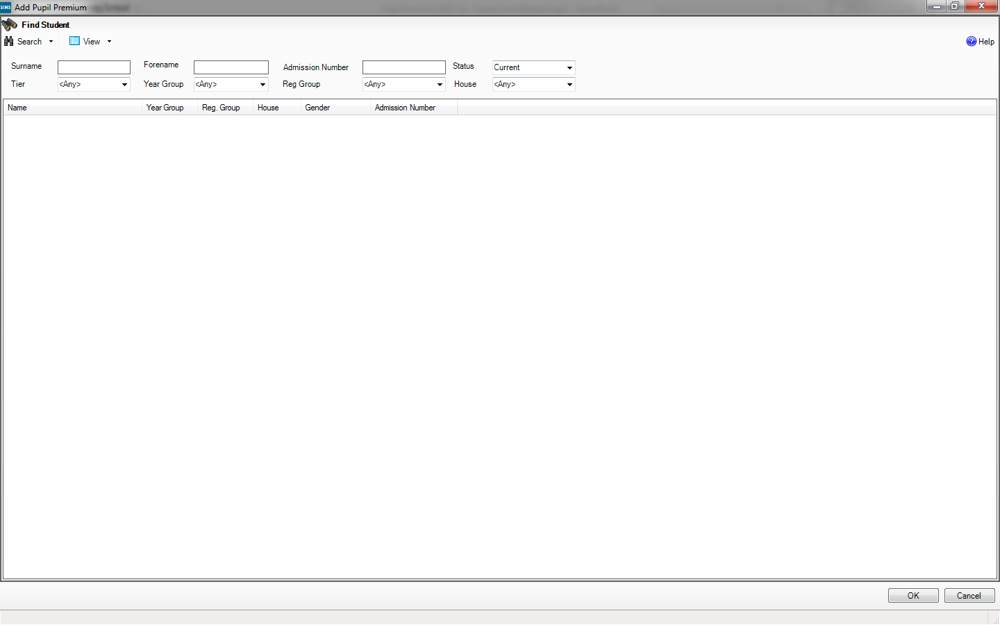 SIMS Add Pupil Premium
Find Student
Search View Help
Surname Forename Admission Number Status Current
Tier <Any> Year Group <Any> Reg Group <Any> House <Any>
Name Year Group Reg. Group House Gender Admission Number
OK Cancel